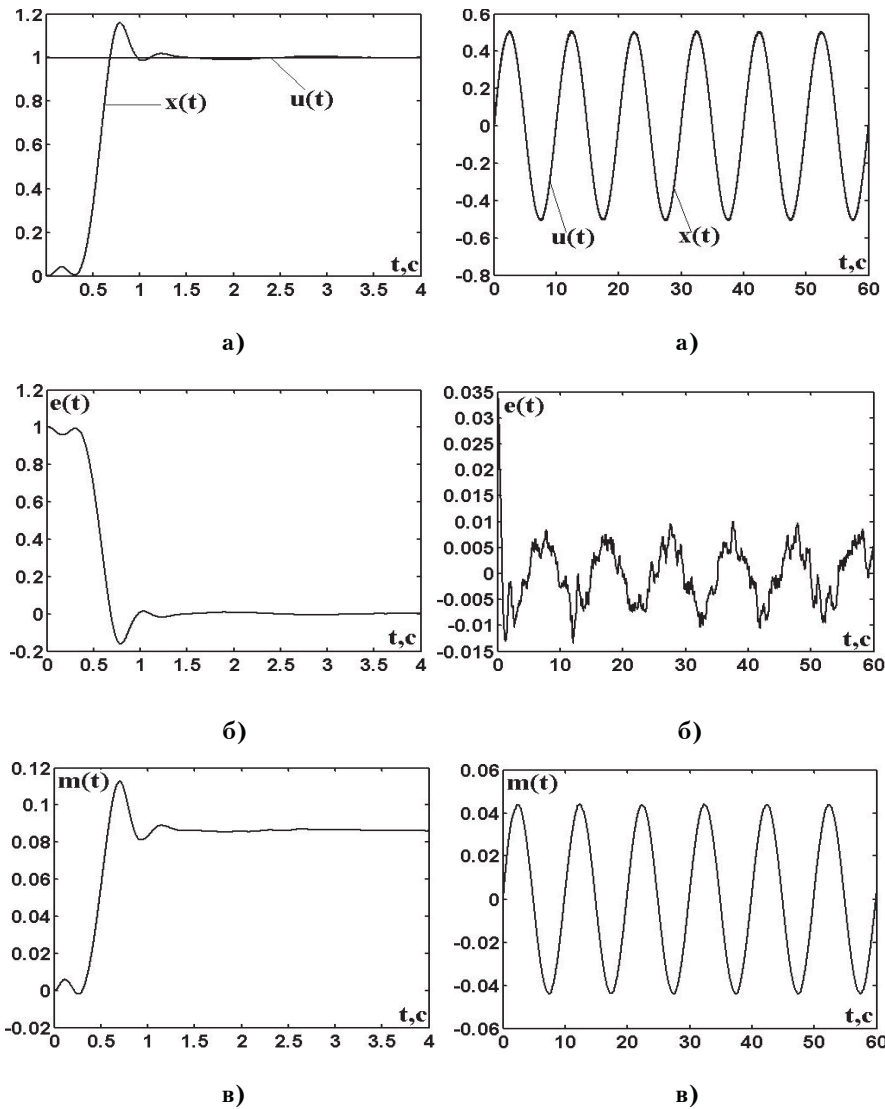 1.2
1
0.8
0.6
0.4
0.2
0
x(t)
u(t)
t,c
0.5 1 1.5 2 2.5 3 3.5 4
а)
0.6
0.4
0.2
0
-0.2
-0.4
-0.6
-0.8
u(t)
x(t)
t,c
0 10 20 30 40 50 60
а)
1.2
e(t)
1
0.8
0.6
0.4
0.2
0
-0.2
t,c
0 0.5 1 1.5 2 2.5 3 3.5 4
б)
0.035
e(t)
0.03
0.025
0.02
0.015
0.01
0.005
0
-0.005
-0.01
-0.015
t,c
0 10 20 30 40 50 60
б)
0.12
m(t)
0.1
0.08
0.06
0.04
0.02
0
-0.02
t,c
0 0.5 1 1.5 2 2.5 3 3.5 4
в)
0.06
m(t)
0.04
0.02
0
-0.02
-0.04
-0.06
t,c
0 10 20 30 40 50 60
в)